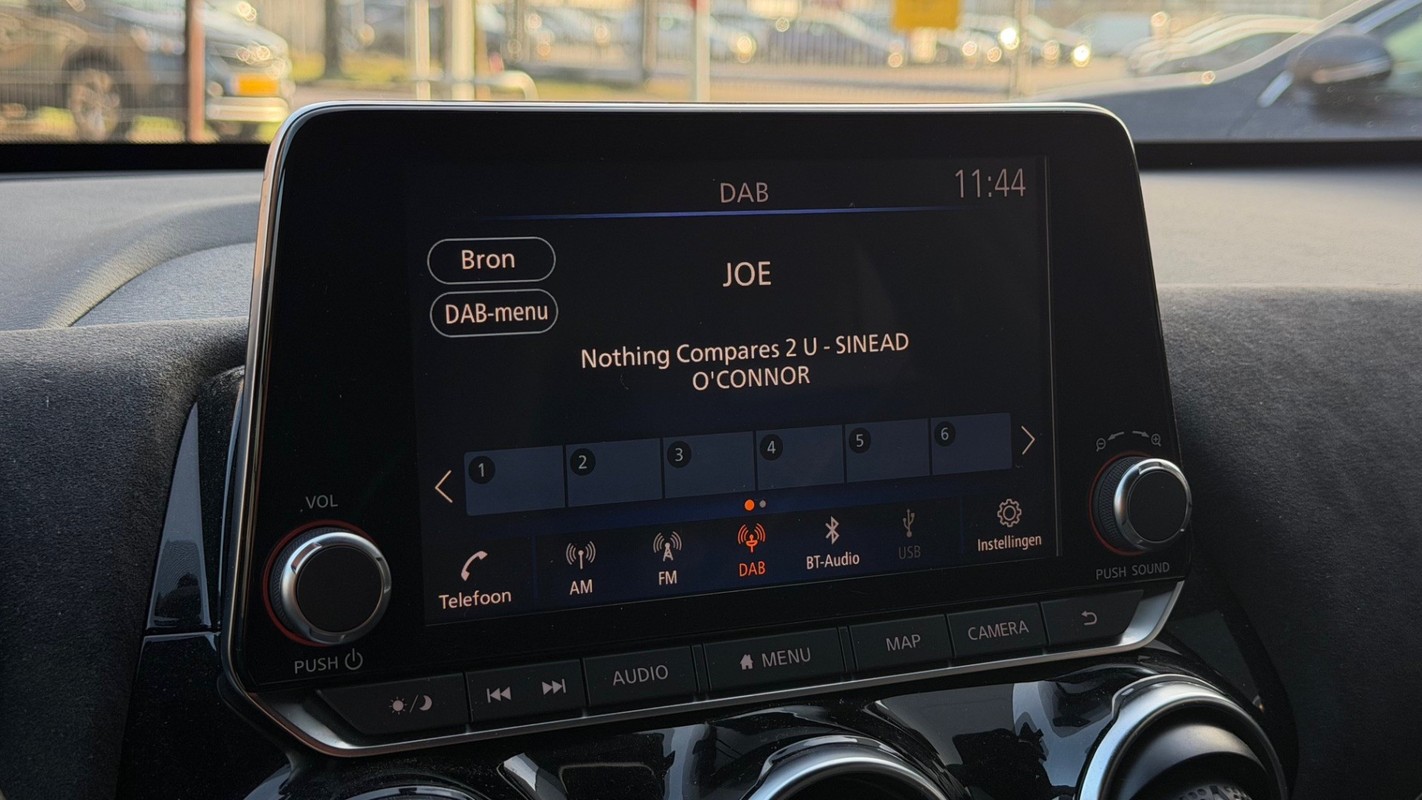 DAB
11:44
Bron
JOE
DAB-menu
Nothing Compares 2 U - SINEAD
O'CONNOR
1 2 3 4 5 6
Telefoon
AM
FM
DAB
BT-Audio
USB
Instellingen
VOL
PUSH
PUSH SOUND
AUDIO
MENU
MAP
CAMERA